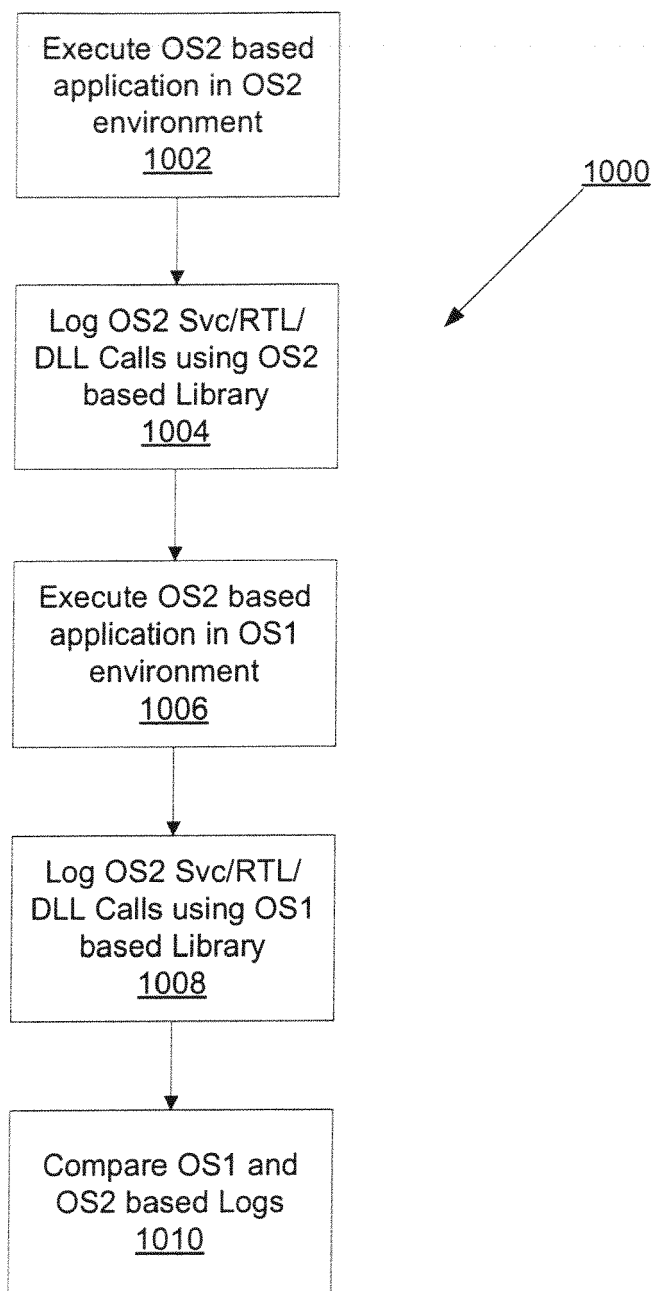 Execute OS2 based
application in OS2
environment
1002
1000
Log OS2 Svc/RTL/
DLL Calls using OS2
based Library
1004
Execute OS2 based
application in OS1
environment
1006
Log OS2 Svc/RTL/
DLL Calls using OS1
based Library
1008
Compare OS1 and
OS2 based Logs
1010